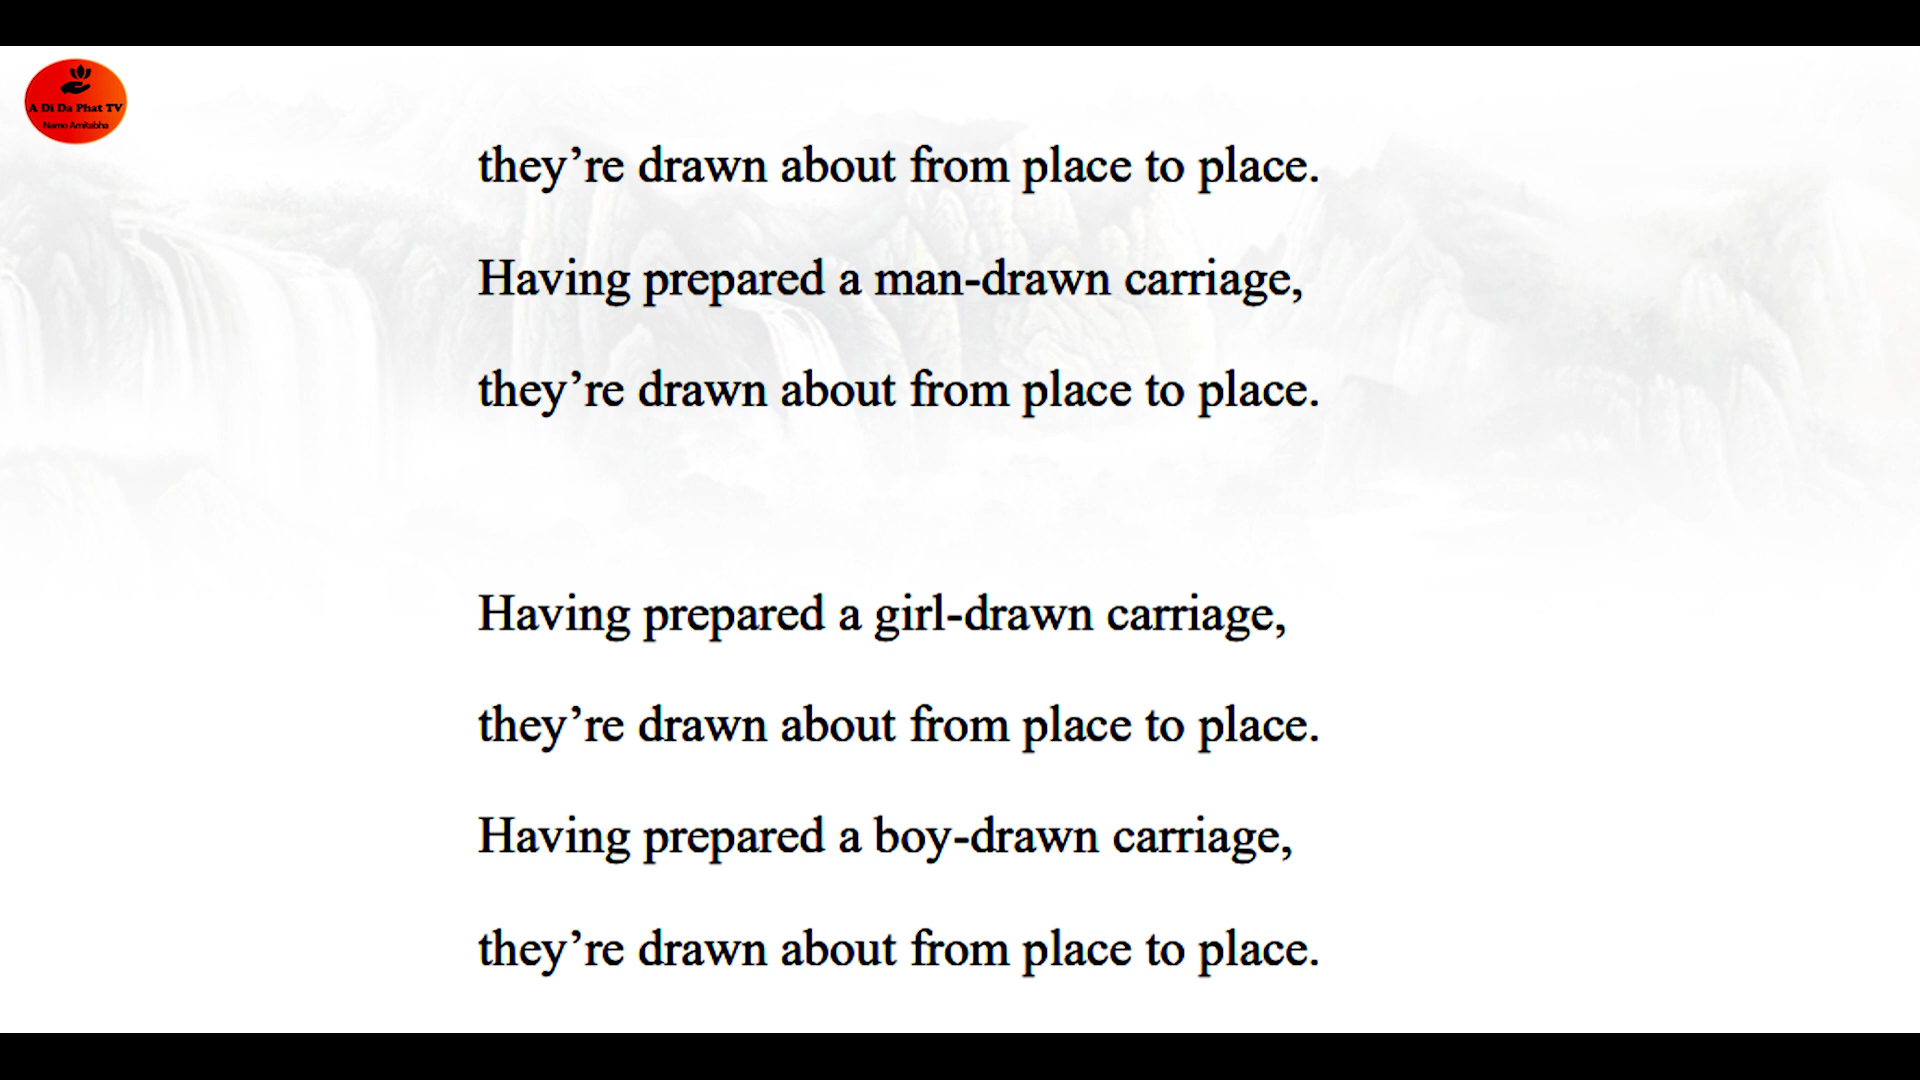 A Di Da Phat TV
Namo Amitabha
they’re drawn about from place to place.
Having prepared a man-drawn carriage,
they’re drawn about from place to place.
Having prepared a girl-drawn carriage,
they’re drawn about from place to place.
Having prepared a boy-drawn carriage,
they’re drawn about from place to place.